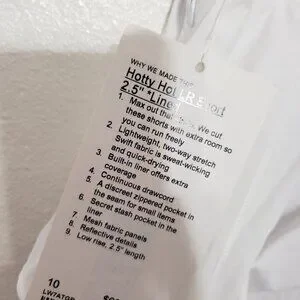 WHY WE MADE THIS
Hotty Hot LR Short
2.5" *Lined
1. Max out that We cut
these shorts with extra room so
you can run freely
2. Lightweight, two-way stretch
Swift fabric is sweat-wicking
and quick-drying
3. Built-in liner offers extra
coverage
4. Continuous drawcord
5. A discreet zippered pocket in
the seam for small items
6. Secret stash pocket in the
liner
7. Mesh fabric panels
8. Reflective details
9. Low rise, 2.5" length
10